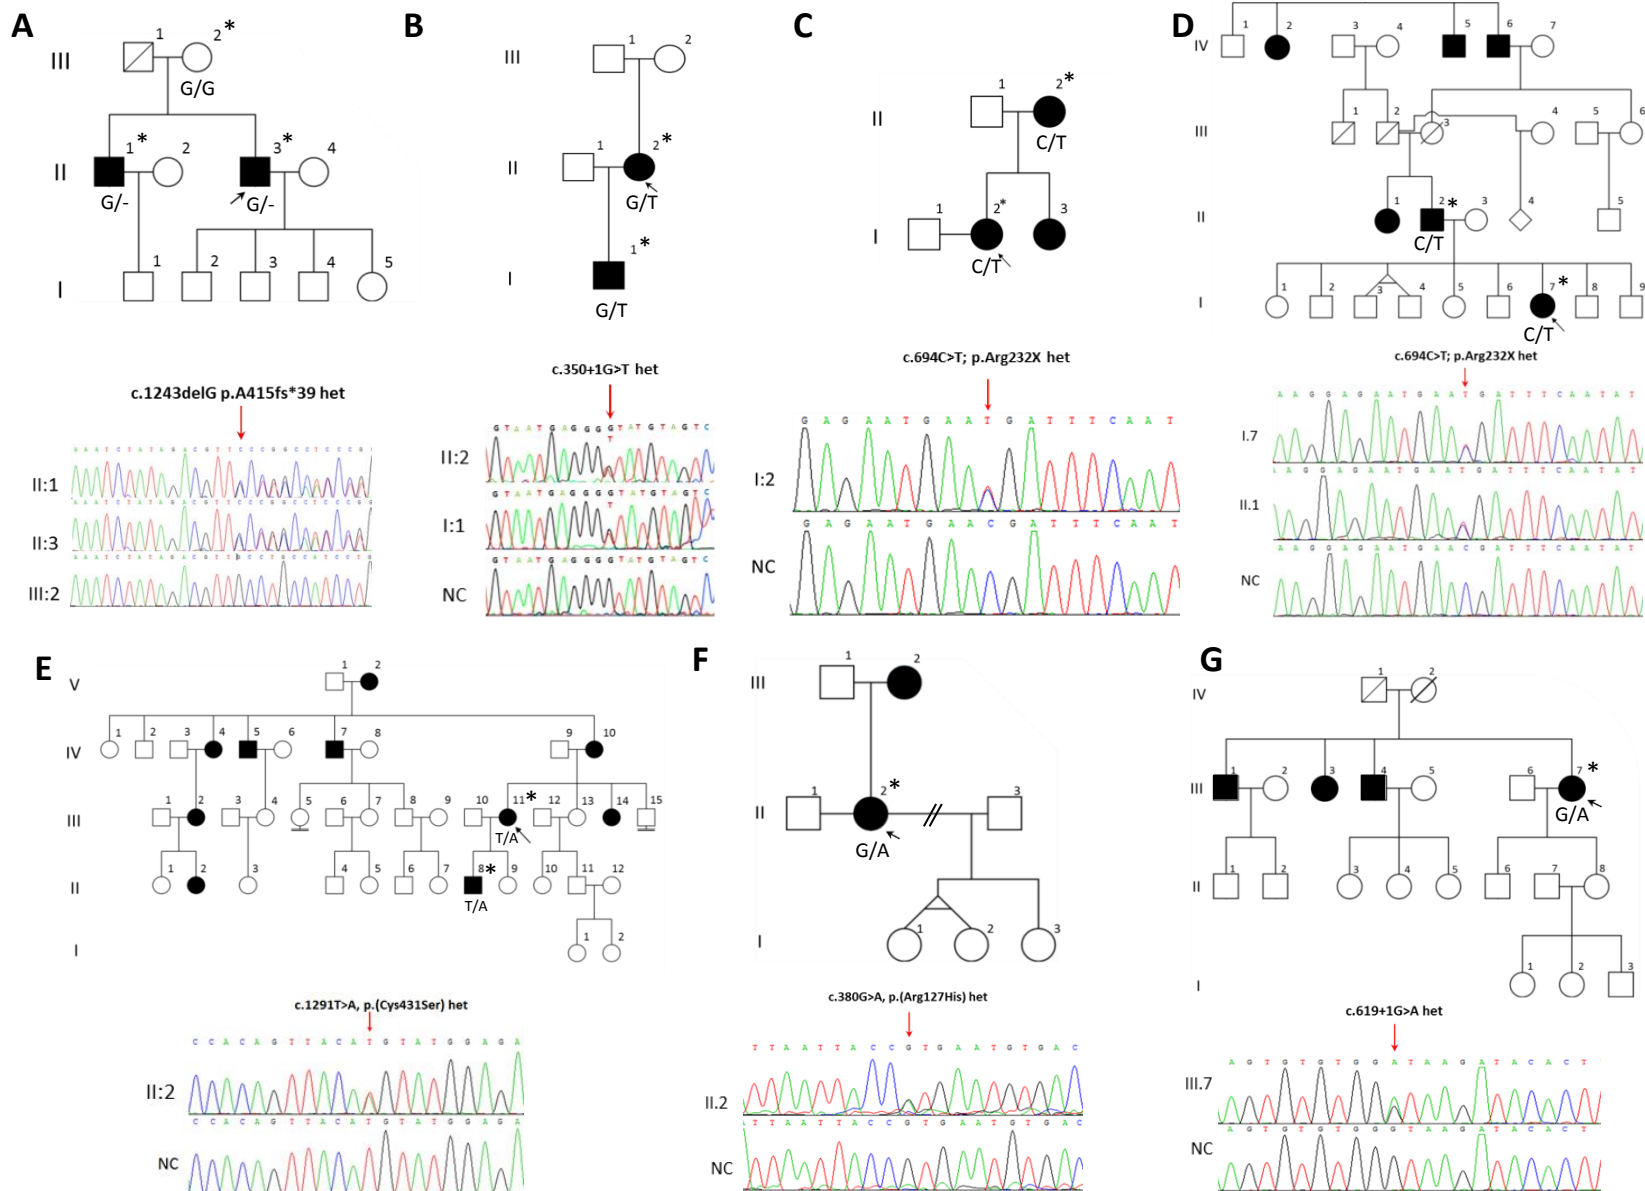 A
III
1
2
*
G/G
II
1
*
2
3
*
4
G/-
G/-
I
1
2
3
4
5
c.1243delG p.A415fs*39 het
II:1
II:3
III:2
B
III
1
2
II
1
2
*
G/T
I
1
*
G/T
c.350+1G>T het
G T A A T G A G G G G T A T G T A G T C
T
II:2
G T A A T G A G G G G T A T G T A G T C
T
I:1
G T A A T G A G G G G T A T G T A G T C
NC
C
II
1
2
*
C/T
I
1
2
*
3
C/T
c.694C>T; p.Arg232X het
G A G A A T G A A T G A T T T C A A T
I:2
G A G A A T G A A C G A T T T C A A T
NC
D
IV
1
2
3
4
5
6
7
III
1
2
3
4
5
6
II
1
2
*
3
4
5
C/T
I
1
2
3
4
5
6
7
*
8
9
C/T
c.694C>T; p.Arg232X het
A A G G A G A A T G A A T G A T T T C A A T A T
I.7
A G G A G A A T G A A T G A T T T C A A T A T
II.1
A A G G A G A A T G A A C G A T T T C A A T A T
NC
E
V
1
2
IV
1
2
3
4
5
6
7
8
9
10
III
1
2
3
4
5
6
7
8
9
10
11
*
12
13
14
15
T/A
II
1
2
3
4
5
6
7
8
*
9
10
11
12
T/A
I
1
2
c.1291T>A, p.(Cys431Ser) het
C C A C A G T T A C A T G T A T G G A G A
II:2
C C A C A G T T A C A T G T A T G G A G A
NC
F
III
1
2
II
1
2
*
3
G/A
I
1
2
3
c.380G>A, p.(Arg127His) het
T T A A T T A C C G T G A A T G T G A C
II.2
T T A A T T A C C G T G A A T G T G A C
NC
G
IV
1
2
III
1
2
3
4
5
6
7
*
G/A
II
1
2
3
4
5
6
7
8
I
1
2
3
c.619+1G>A het
A G T G T G T G G A T A A G A T A C A C T
III.7
A G T G T G T G G G T A A G A T A C A C T
NC